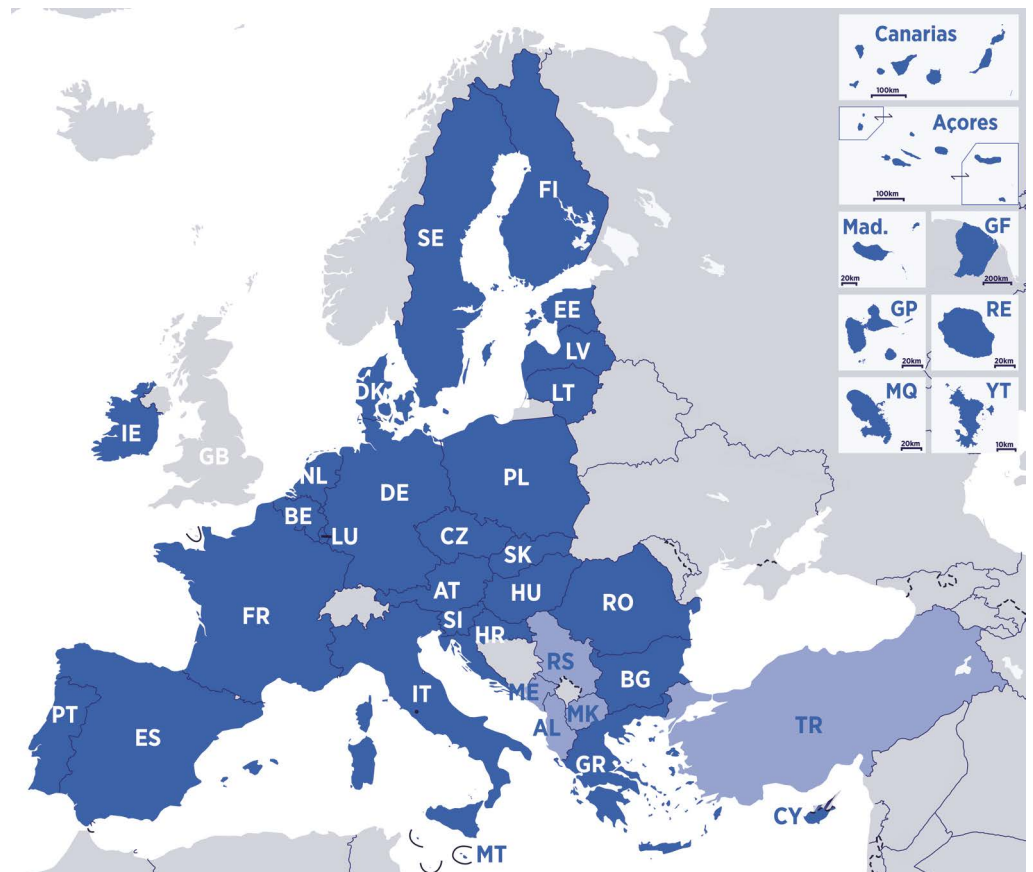 Canarias
100km
Açores
100km
Mad.
20km
GF
200km
GP
20km
RE
20km
MQ
20km
YT
10km
FI
SE
EE
LV
LT
DK
IE
GB
NL
DE
PL
BE
LU
CZ
SK
AT
HU
FR
SI
HR
RO
RS
IT
ME
BG
MK
AL
PT
ES
TR
GR
CY
MT